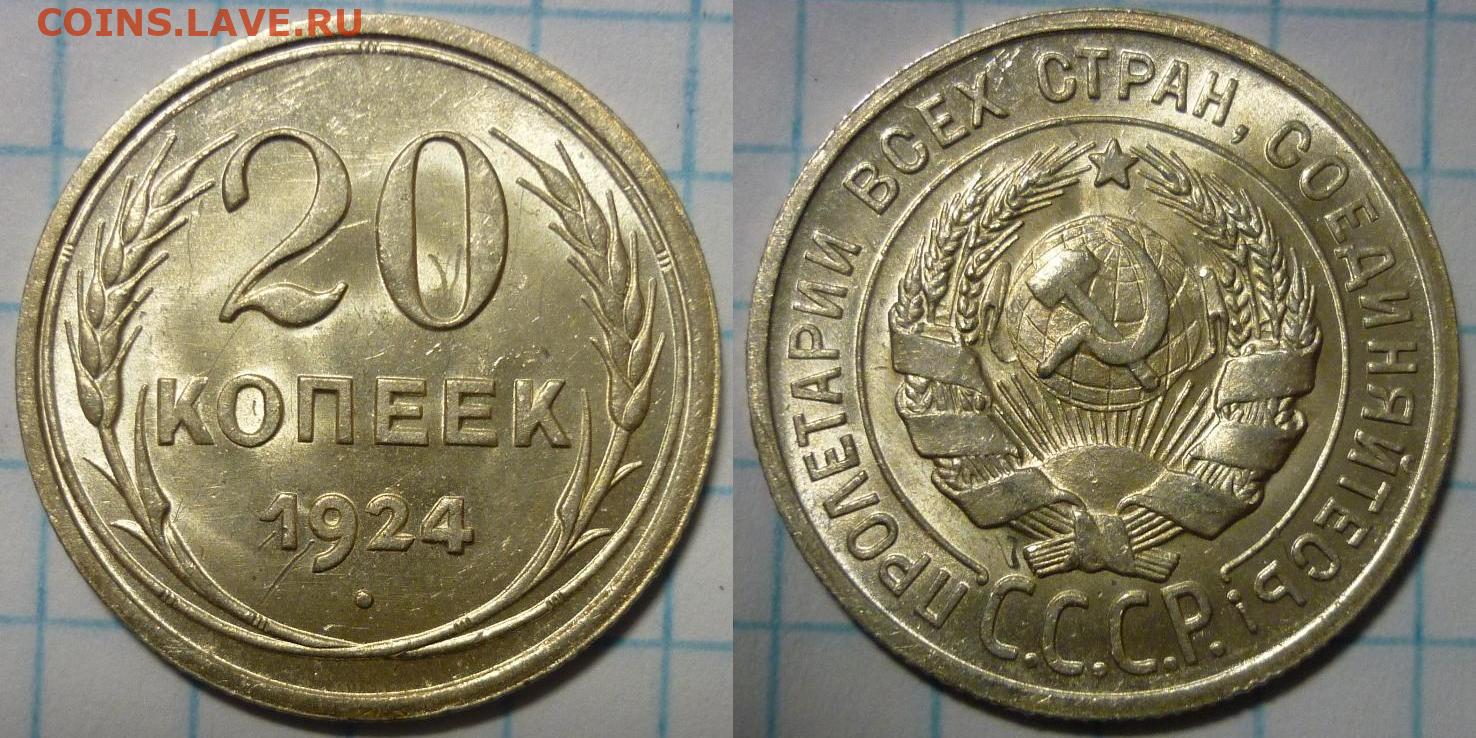 COINS.LAVE.RU
20
КОПЕЕК
1924
ПРОЛЕТАРИИ ВСЕХ СТРАН, СОЕДИНЯЙТЕСЬ!
С.С.С.Р.